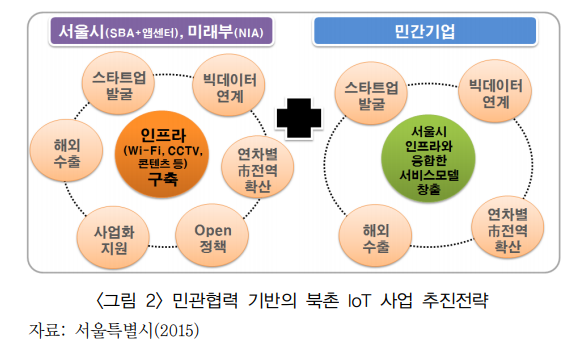 서울시(SBA+앱센터), 미래부(NIA)
스타트업
발굴
빅데이터
연계
해외
수출
인프라
(Wi-Fi, CCTV,
콘텐츠 등)
구축
연차별
市전역
확산
사업화
지원
Open
정책
민간기업
스타트업
발굴
빅데이터
연계
서울시
인프라와
융합한
서비스모델
창출
해외
수출
연차별
市전역
확산
<그림 2> 민관협력 기반의 북촌 IoT 사업 추진전략
자료: 서울특별시(2015)